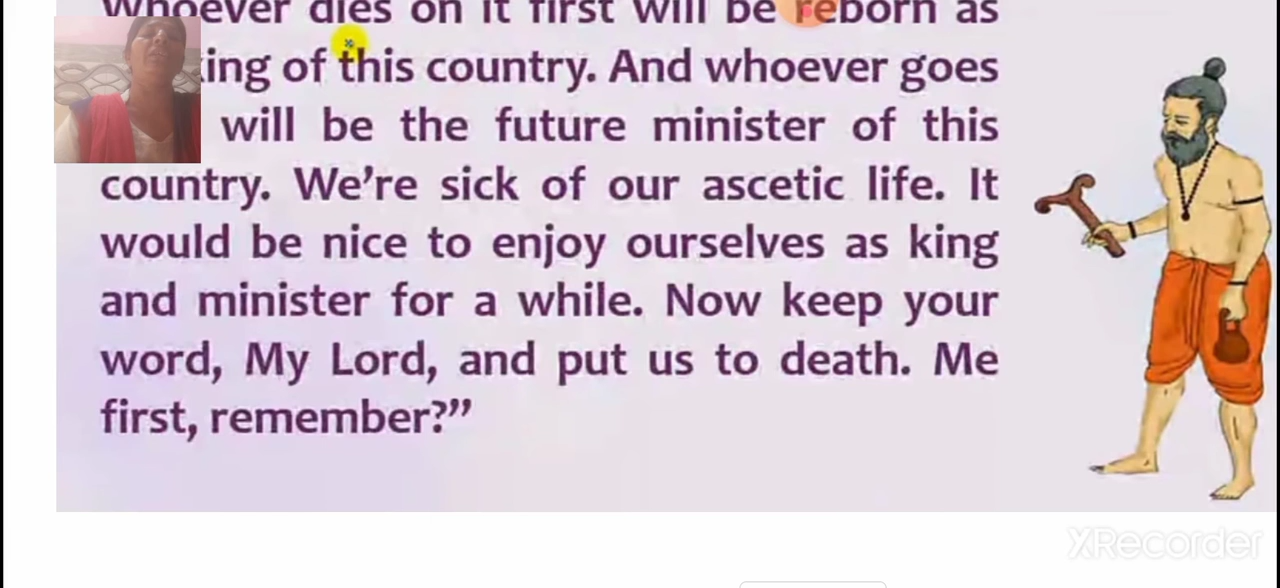 Whoever dies on it first will be reborn as
king of this country. And whoever goes
will be the future minister of this
country. We're sick of our ascetic life. It
would be nice to enjoy ourselves as king
and minister for a while. Now keep your
word, My Lord, and put us to death. Me
first, remember?"
XRecorder